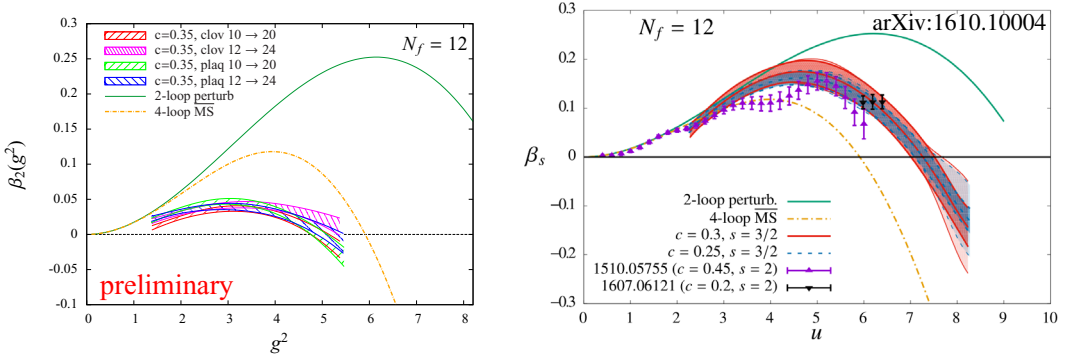 0.3
0.25
0.2
0.15
0.1
0.05
0
-0.05
-0.1
β₂(g²)
c=0.35, clov 10 → 20
c=0.35, clov 12 → 24
c=0.35, plaq 10 → 20
c=0.35, plaq 12 → 24
2-loop perturb
4-loop M̅S̅
N_f = 12
preliminary
0 1 2 3 4 5 6 7 8
g²
0.3
0.2
0.1
0
−0.1
−0.2
−0.3
β_s
N_f = 12
arXiv:1610.10004
2-loop perturb.
4-loop M̅S̅
c = 0.3, s = 3/2
c = 0.25, s = 3/2
1510.05755 (c = 0.45, s = 2)
1607.06121 (c = 0.2, s = 2)
0 1 2 3 4 5 6 7 8 9 10
u